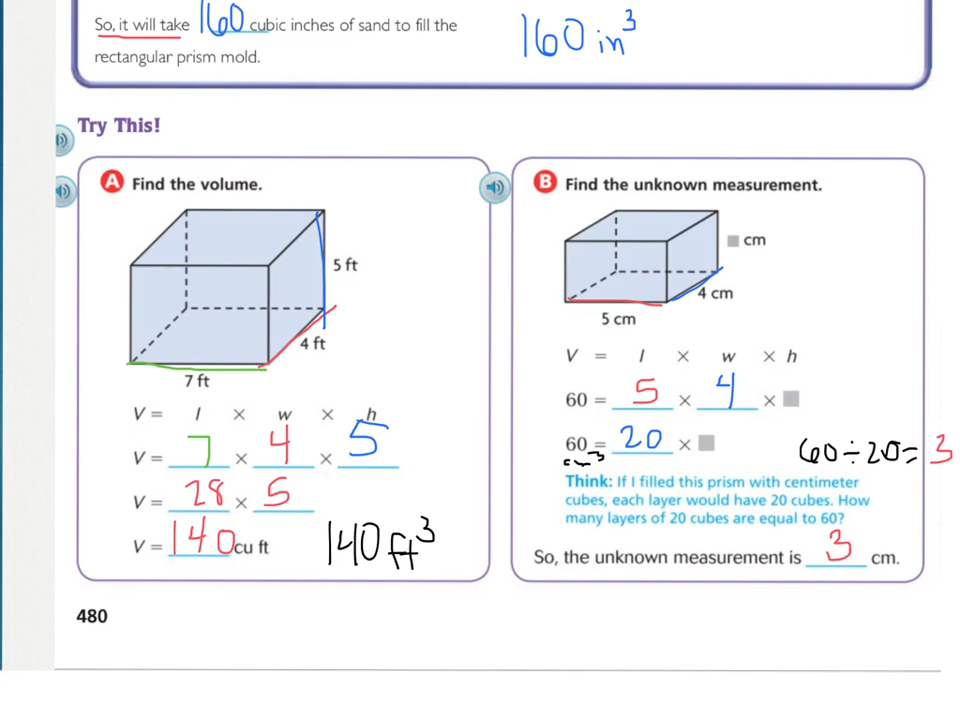 So, it will take 160 cubic inches of sand to fill the
rectangular prism mold.
160 in³
Try This!
A Find the volume.
5 ft
4 ft
7 ft
V = l × w × h
V = 7 × 4 × 5
V = 28 × 5
V = 140 cu ft
140 ft³
B Find the unknown measurement.
cm
4 cm
5 cm
V = l × w × h
60 = 5 × 4 ×
60 = 20 ×
cm³
60 ÷ 20 = 3
Think: If I filled this prism with centimeter
cubes, each layer would have 20 cubes. How
many layers of 20 cubes are equal to 60?
So, the unknown measurement is 3 cm.
480